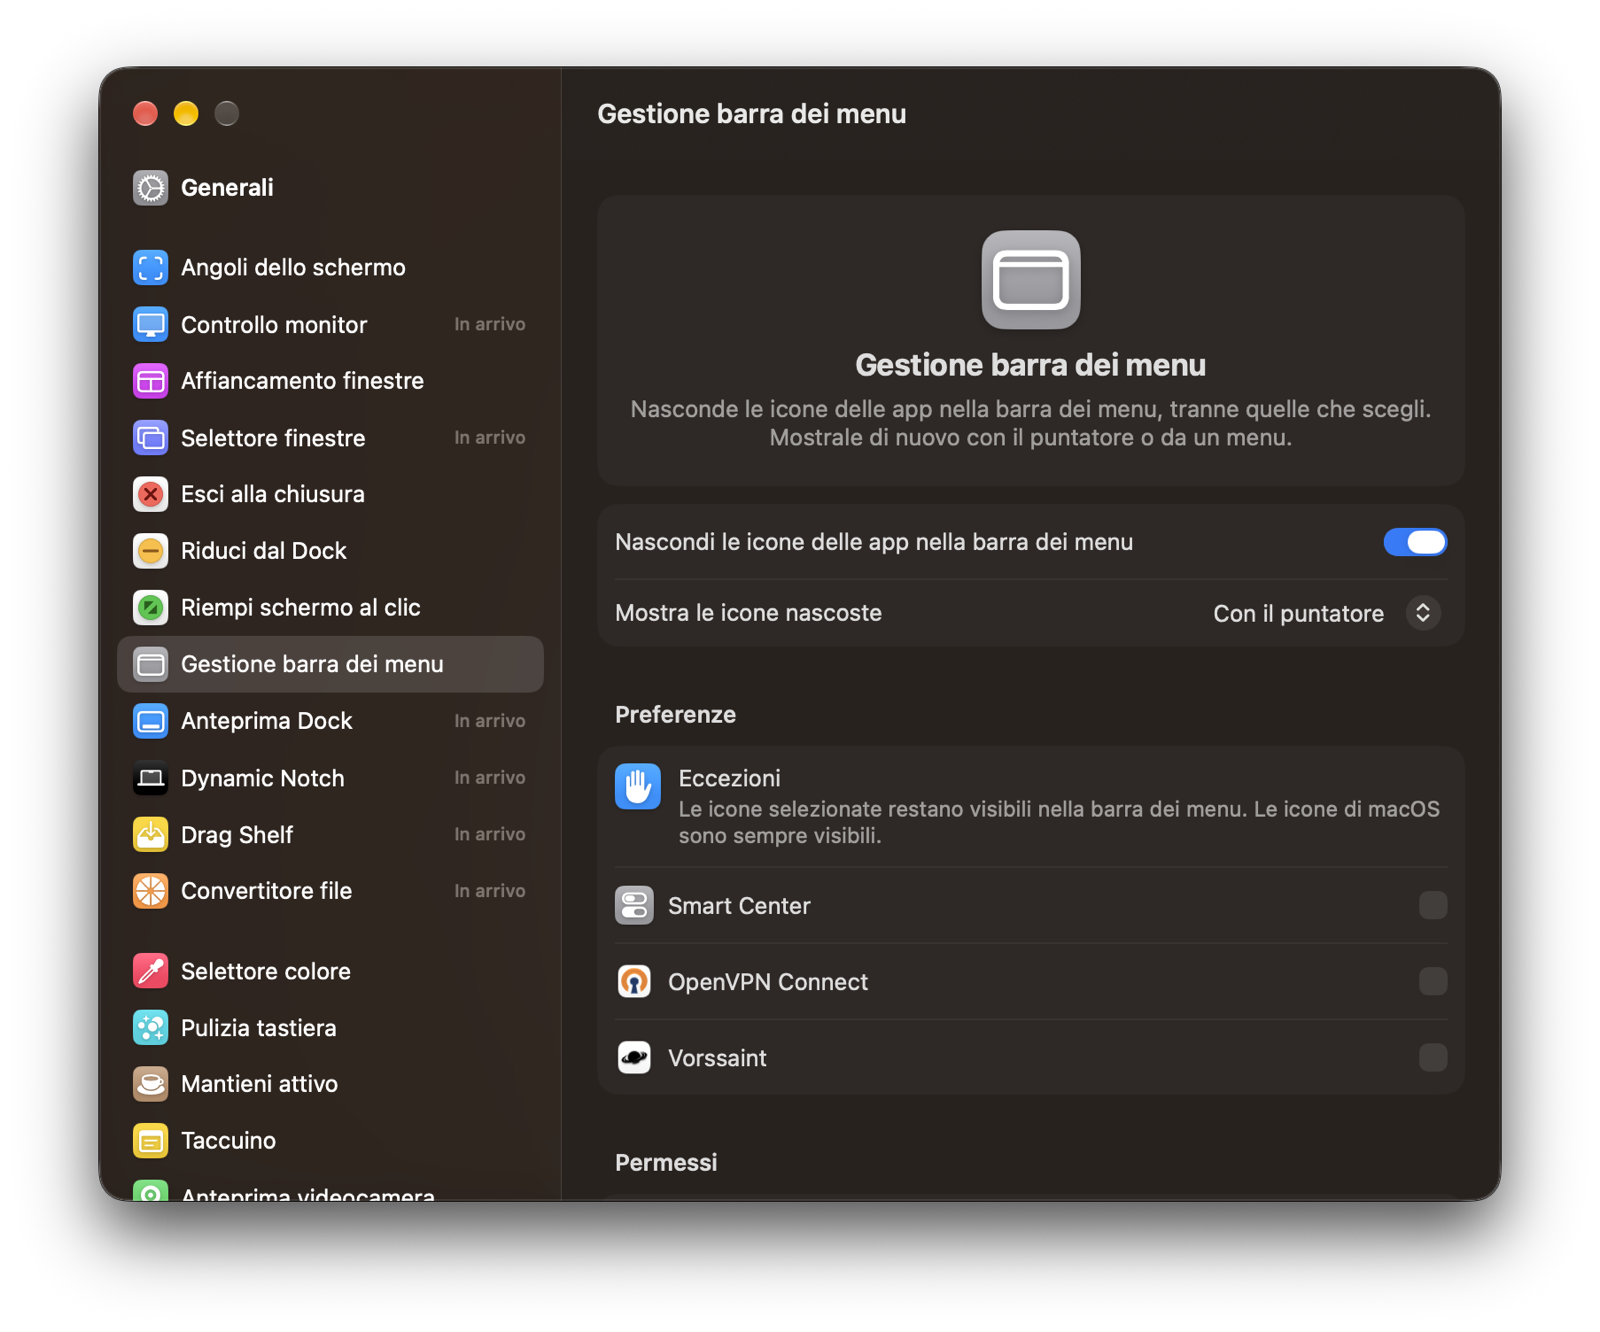 Generali
Angoli dello schermo
Controllo monitor In arrivo
Affiancamento finestre
Selettore finestre In arrivo
Esci alla chiusura
Riduci dal Dock
Riempi schermo al clic
Gestione barra dei menu
Anteprima Dock In arrivo
Dynamic Notch In arrivo
Drag Shelf In arrivo
Convertitore file In arrivo
Selettore colore
Pulizia tastiera
Mantieni attivo
Taccuino
Anteprima videocamera
Gestione barra dei menu
Gestione barra dei menu
Nasconde le icone delle app nella barra dei menu, tranne quelle che scegli.
Mostrale di nuovo con il puntatore o da un menu.
Nascondi le icone delle app nella barra dei menu
Mostra le icone nascoste Con il puntatore
Preferenze
Eccezioni
Le icone selezionate restano visibili nella barra dei menu. Le icone di macOS
sono sempre visibili.
Smart Center
OpenVPN Connect
Vorssaint
Permessi